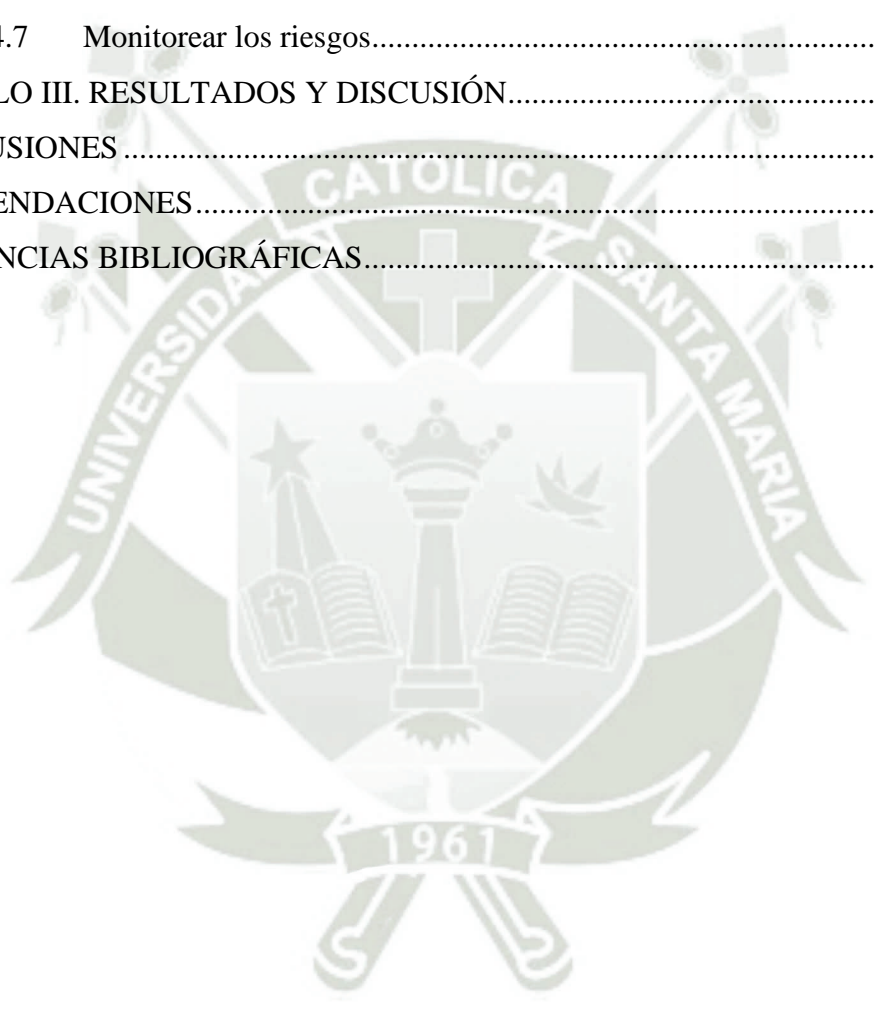 4.7 Monitorear los riesgos........................................................................
LO III. RESULTADOS Y DISCUSIÓN....................................................
USIONES........................................................................................................
ENDACIONES...............................................................................................
NCIAS BIBLIOGRÁFICAS........................................................................
UNIVERSIDAD CATOLICA SANTA MARIA
1961